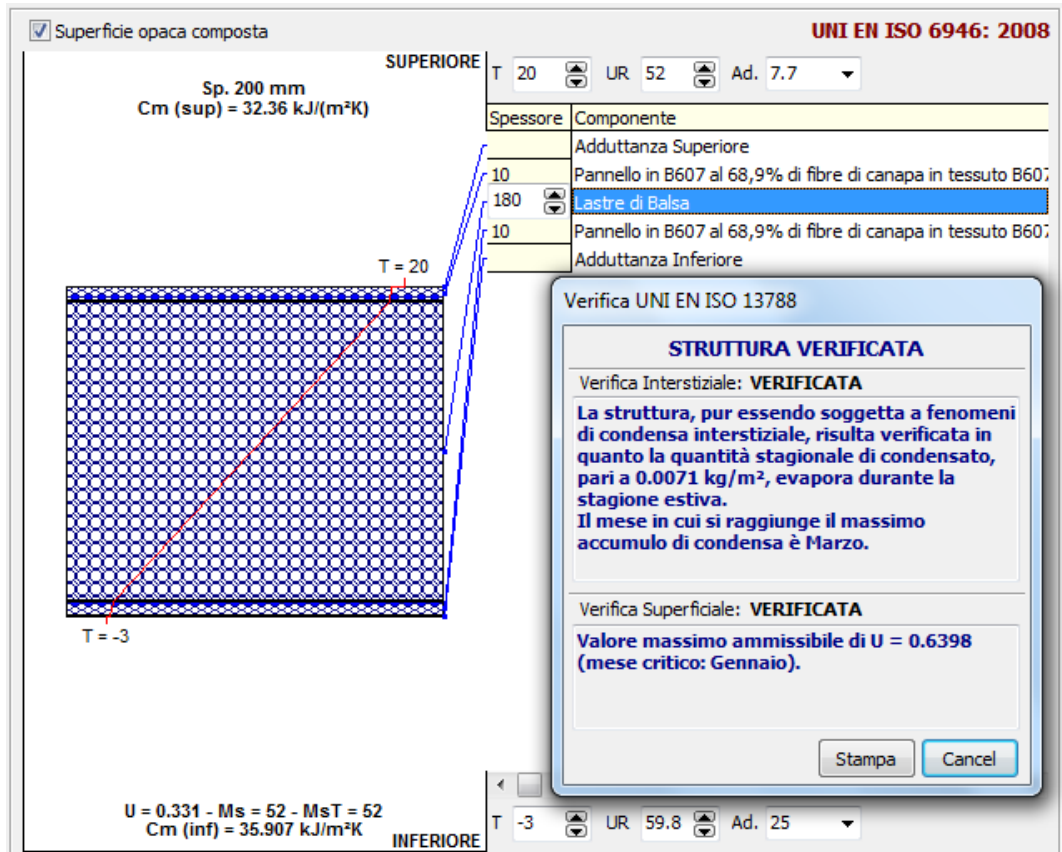 Superficie opaca composta
UNI EN ISO 6946: 2008
SUPERIORE
Sp. 200 mm
Cm (sup) = 32.36 kJ/(m²K)
T 20 UR 52 Ad. 7.7
Spessore Componente
Adduttanza Superiore
10 Pannello in B607 al 68,9% di fibre di canapa in tessuto B607
180 Lastre di Balsa
10 Pannello in B607 al 68,9% di fibre di canapa in tessuto B607
Adduttanza Inferiore
T = 20
T = -3
Verifica UNI EN ISO 13788
STRUTTURA VERIFICATA
Verifica Interstiziale: VERIFICATA
La struttura, pur essendo soggetta a fenomeni
di condensa interstiziale, risulta verificata in
quanto la quantità stagionale di condensato,
pari a 0.0071 kg/m², evapora durante la
stagione estiva.
Il mese in cui si raggiunge il massimo
accumulo di condensa è Marzo.
Verifica Superficiale: VERIFICATA
Valore massimo ammissibile di U = 0.6398
(mese critico: Gennaio).
Stampa Cancel
U = 0.331 - Ms = 52 - MsT = 52
Cm (inf) = 35.907 kJ/m²K
INFERIORE
T -3 UR 59.8 Ad. 25